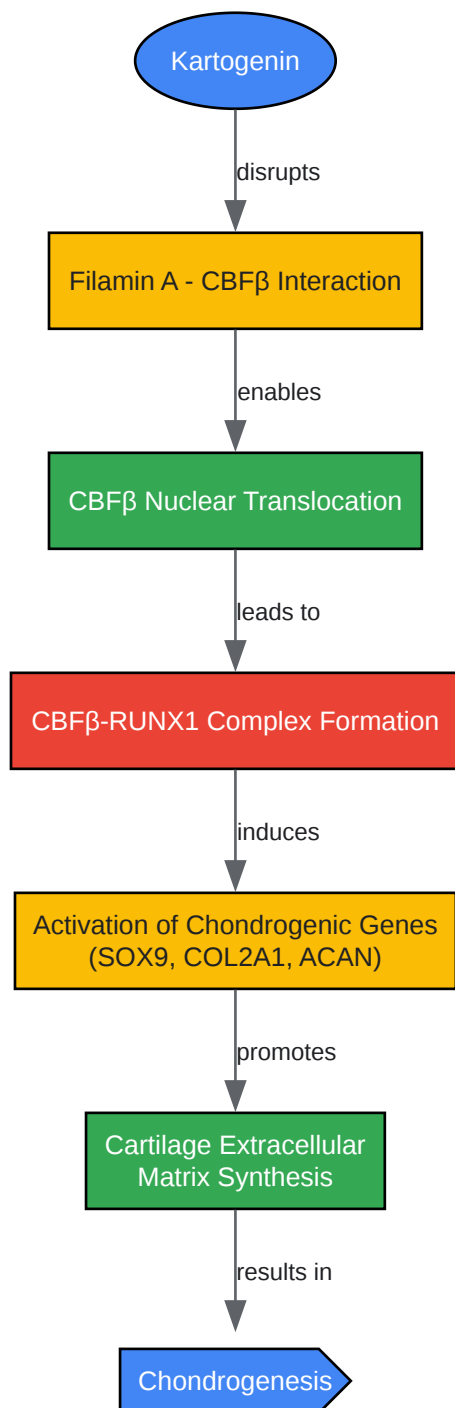 Kartogenin
disrupts
Filamin A - CBFβ Interaction
enables
CBFβ Nuclear Translocation
leads to
CBFβ-RUNX1 Complex Formation
induces
Activation of Chondrogenic Genes
(SOX9, COL2A1, ACAN)
promotes
Cartilage Extracellular
Matrix Synthesis
results in
Chondrogenesis